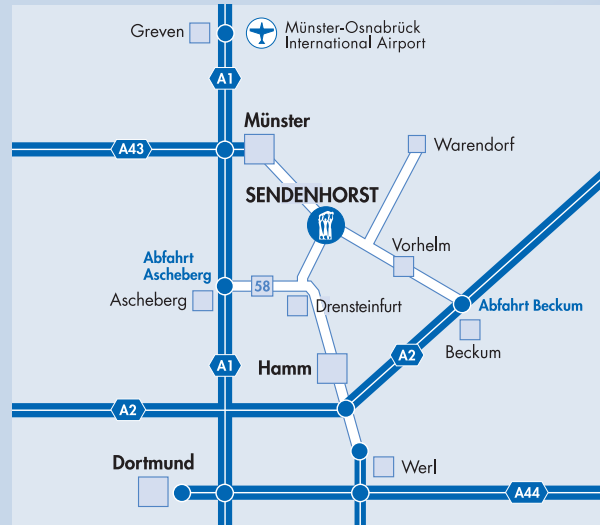 Greven
Münster-Osnabrück
International Airport
A1
Münster
A43
Warendorf
SENDENHORST
Abfahrt
Ascheberg
Vorhelm
58
Ascheberg
Drensteinfurt
Abfahrt Beckum
Beckum
A2
A1
Hamm
A2
Dortmund
Werl
A44